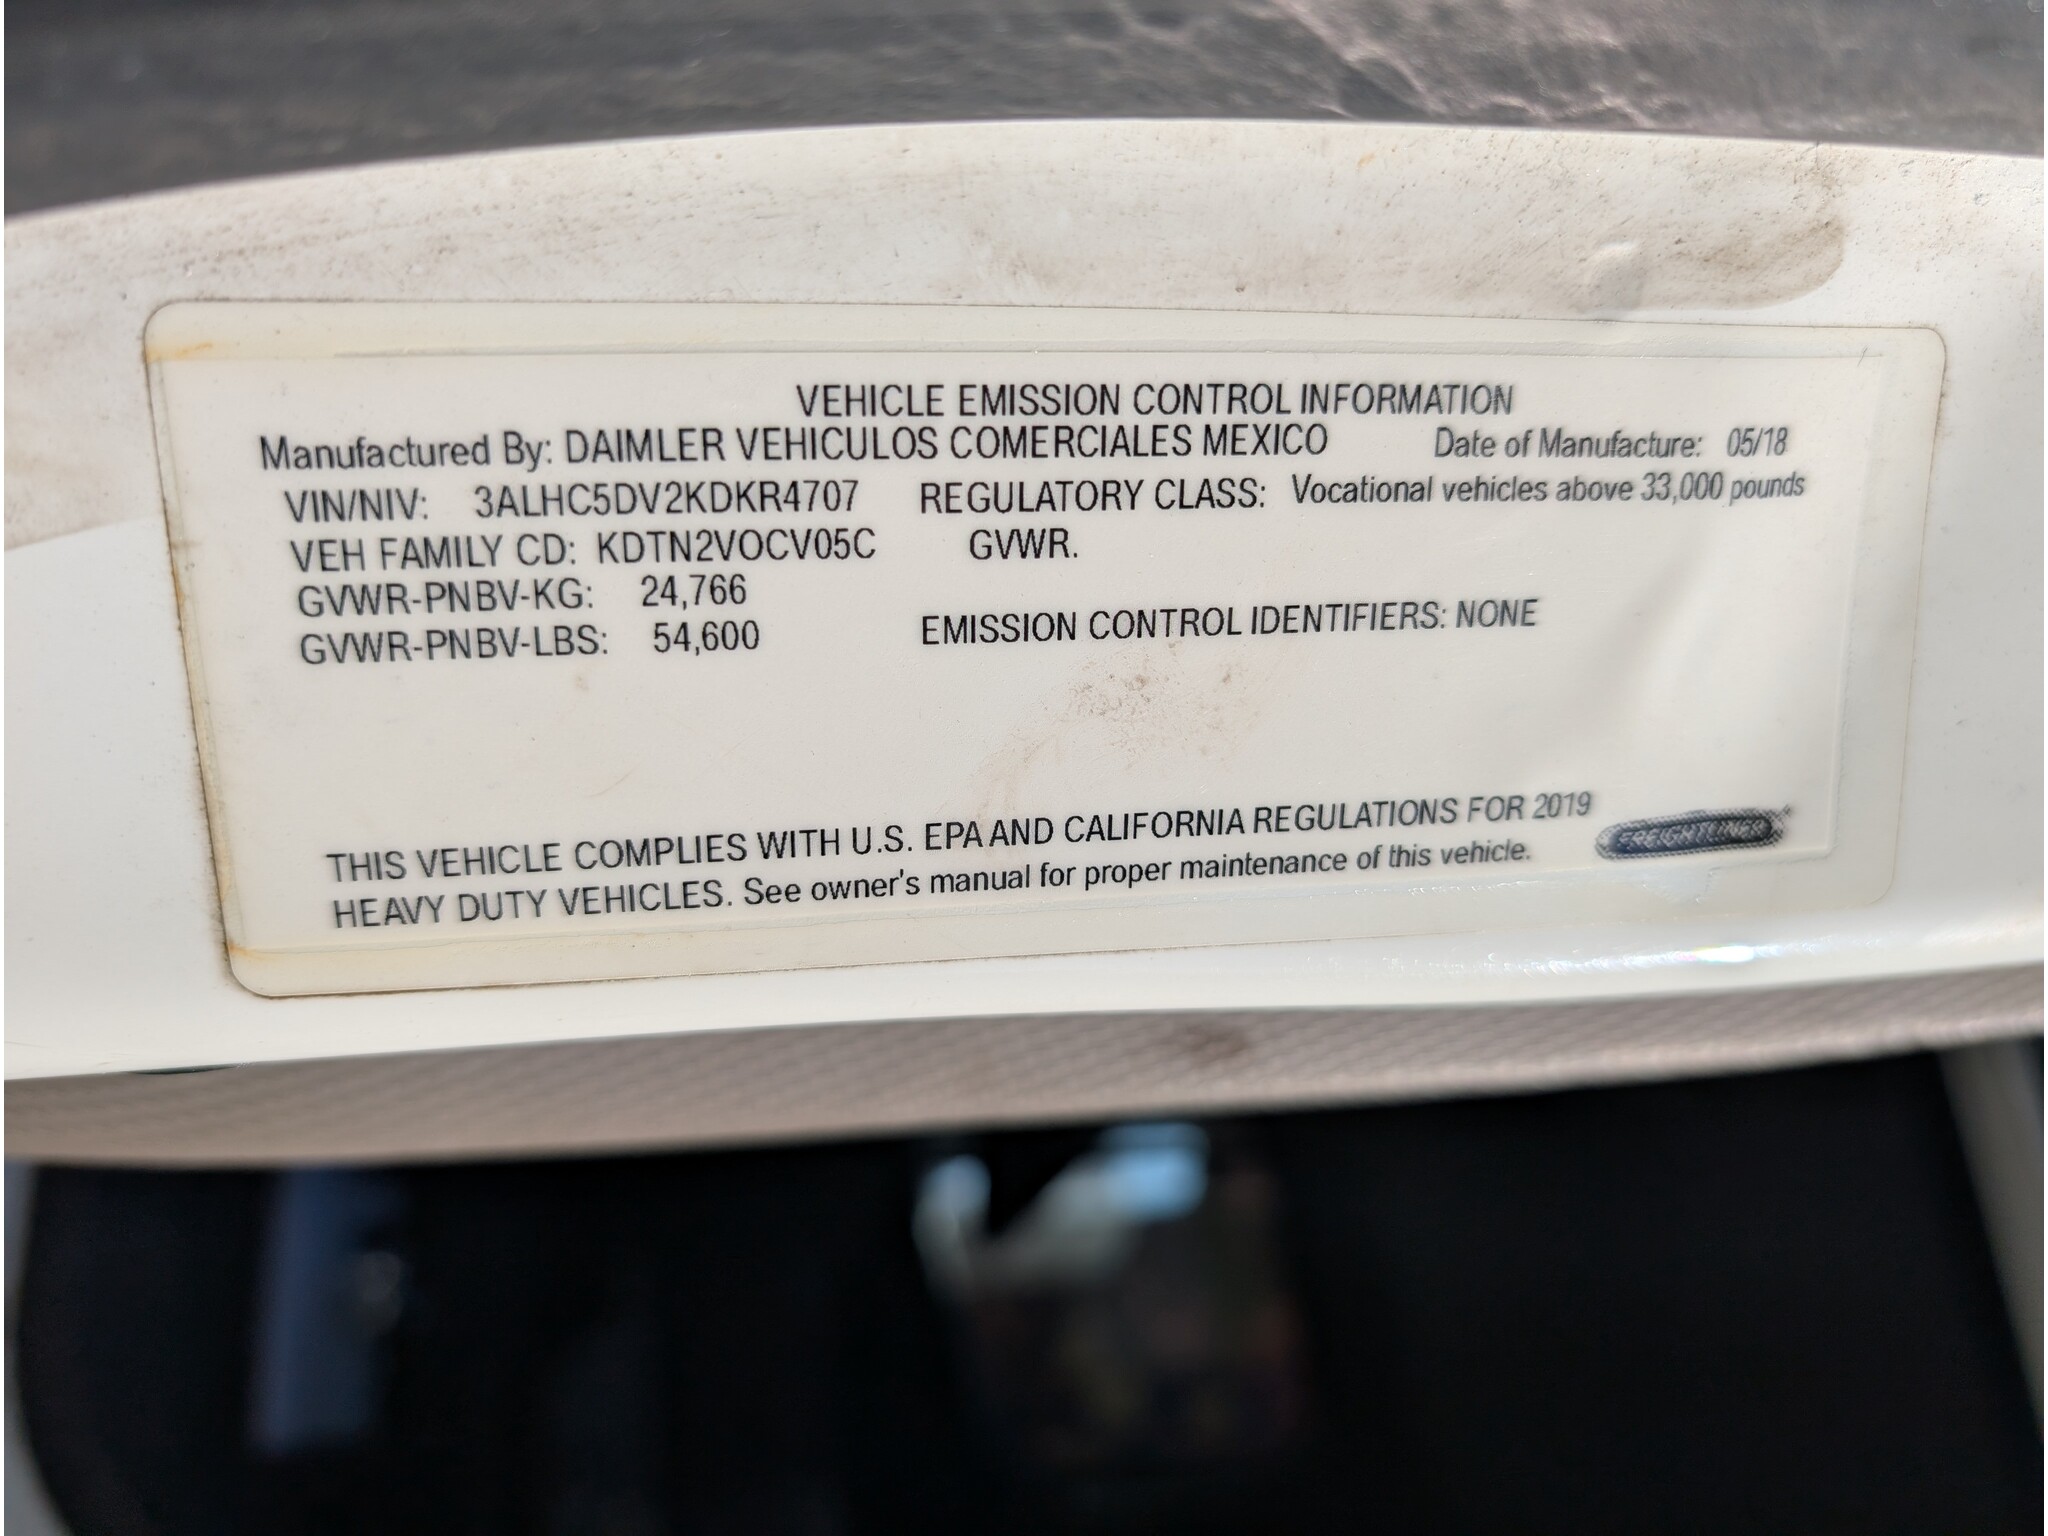 VEHICLE EMISSION CONTROL INFORMATION
Manufactured By: DAIMLER VEHICULOS COMERCIALES MEXICO Date of Manufacture: 05/18
VIN/NIV: 3ALHC5DV2KDKR4707 REGULATORY CLASS: Vocational vehicles above 33,000 pounds
VEH FAMILY CD: KDTN2VOCV05C GVWR.
GVWR-PNBV-KG: 24,766
GVWR-PNBV-LBS: 54,600 EMISSION CONTROL IDENTIFIERS: NONE
THIS VEHICLE COMPLIES WITH U.S. EPA AND CALIFORNIA REGULATIONS FOR 2019
HEAVY DUTY VEHICLES. See owner's manual for proper maintenance of this vehicle.
FREIGHTLINER